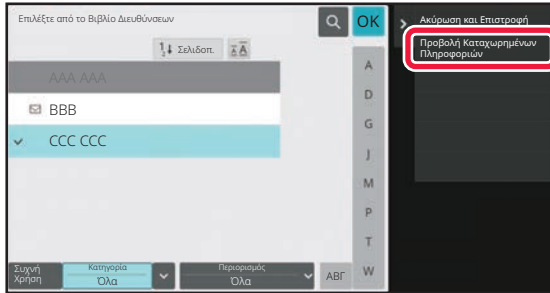 Επιλέξτε από το Βιβλίο Διευθύνσεων
OK
Ακύρωση και Επιστροφή
Προβολή Καταχωρημένων
Πληροφοριών
Σελιδοπ.
AAA AAA
BBB
CCC CCC
A
D
G
J
M
P
T
W
Συχνή
Χρήση
Κατηγορία
Όλα
Περιορισμός
Όλα
ΑΒΓ